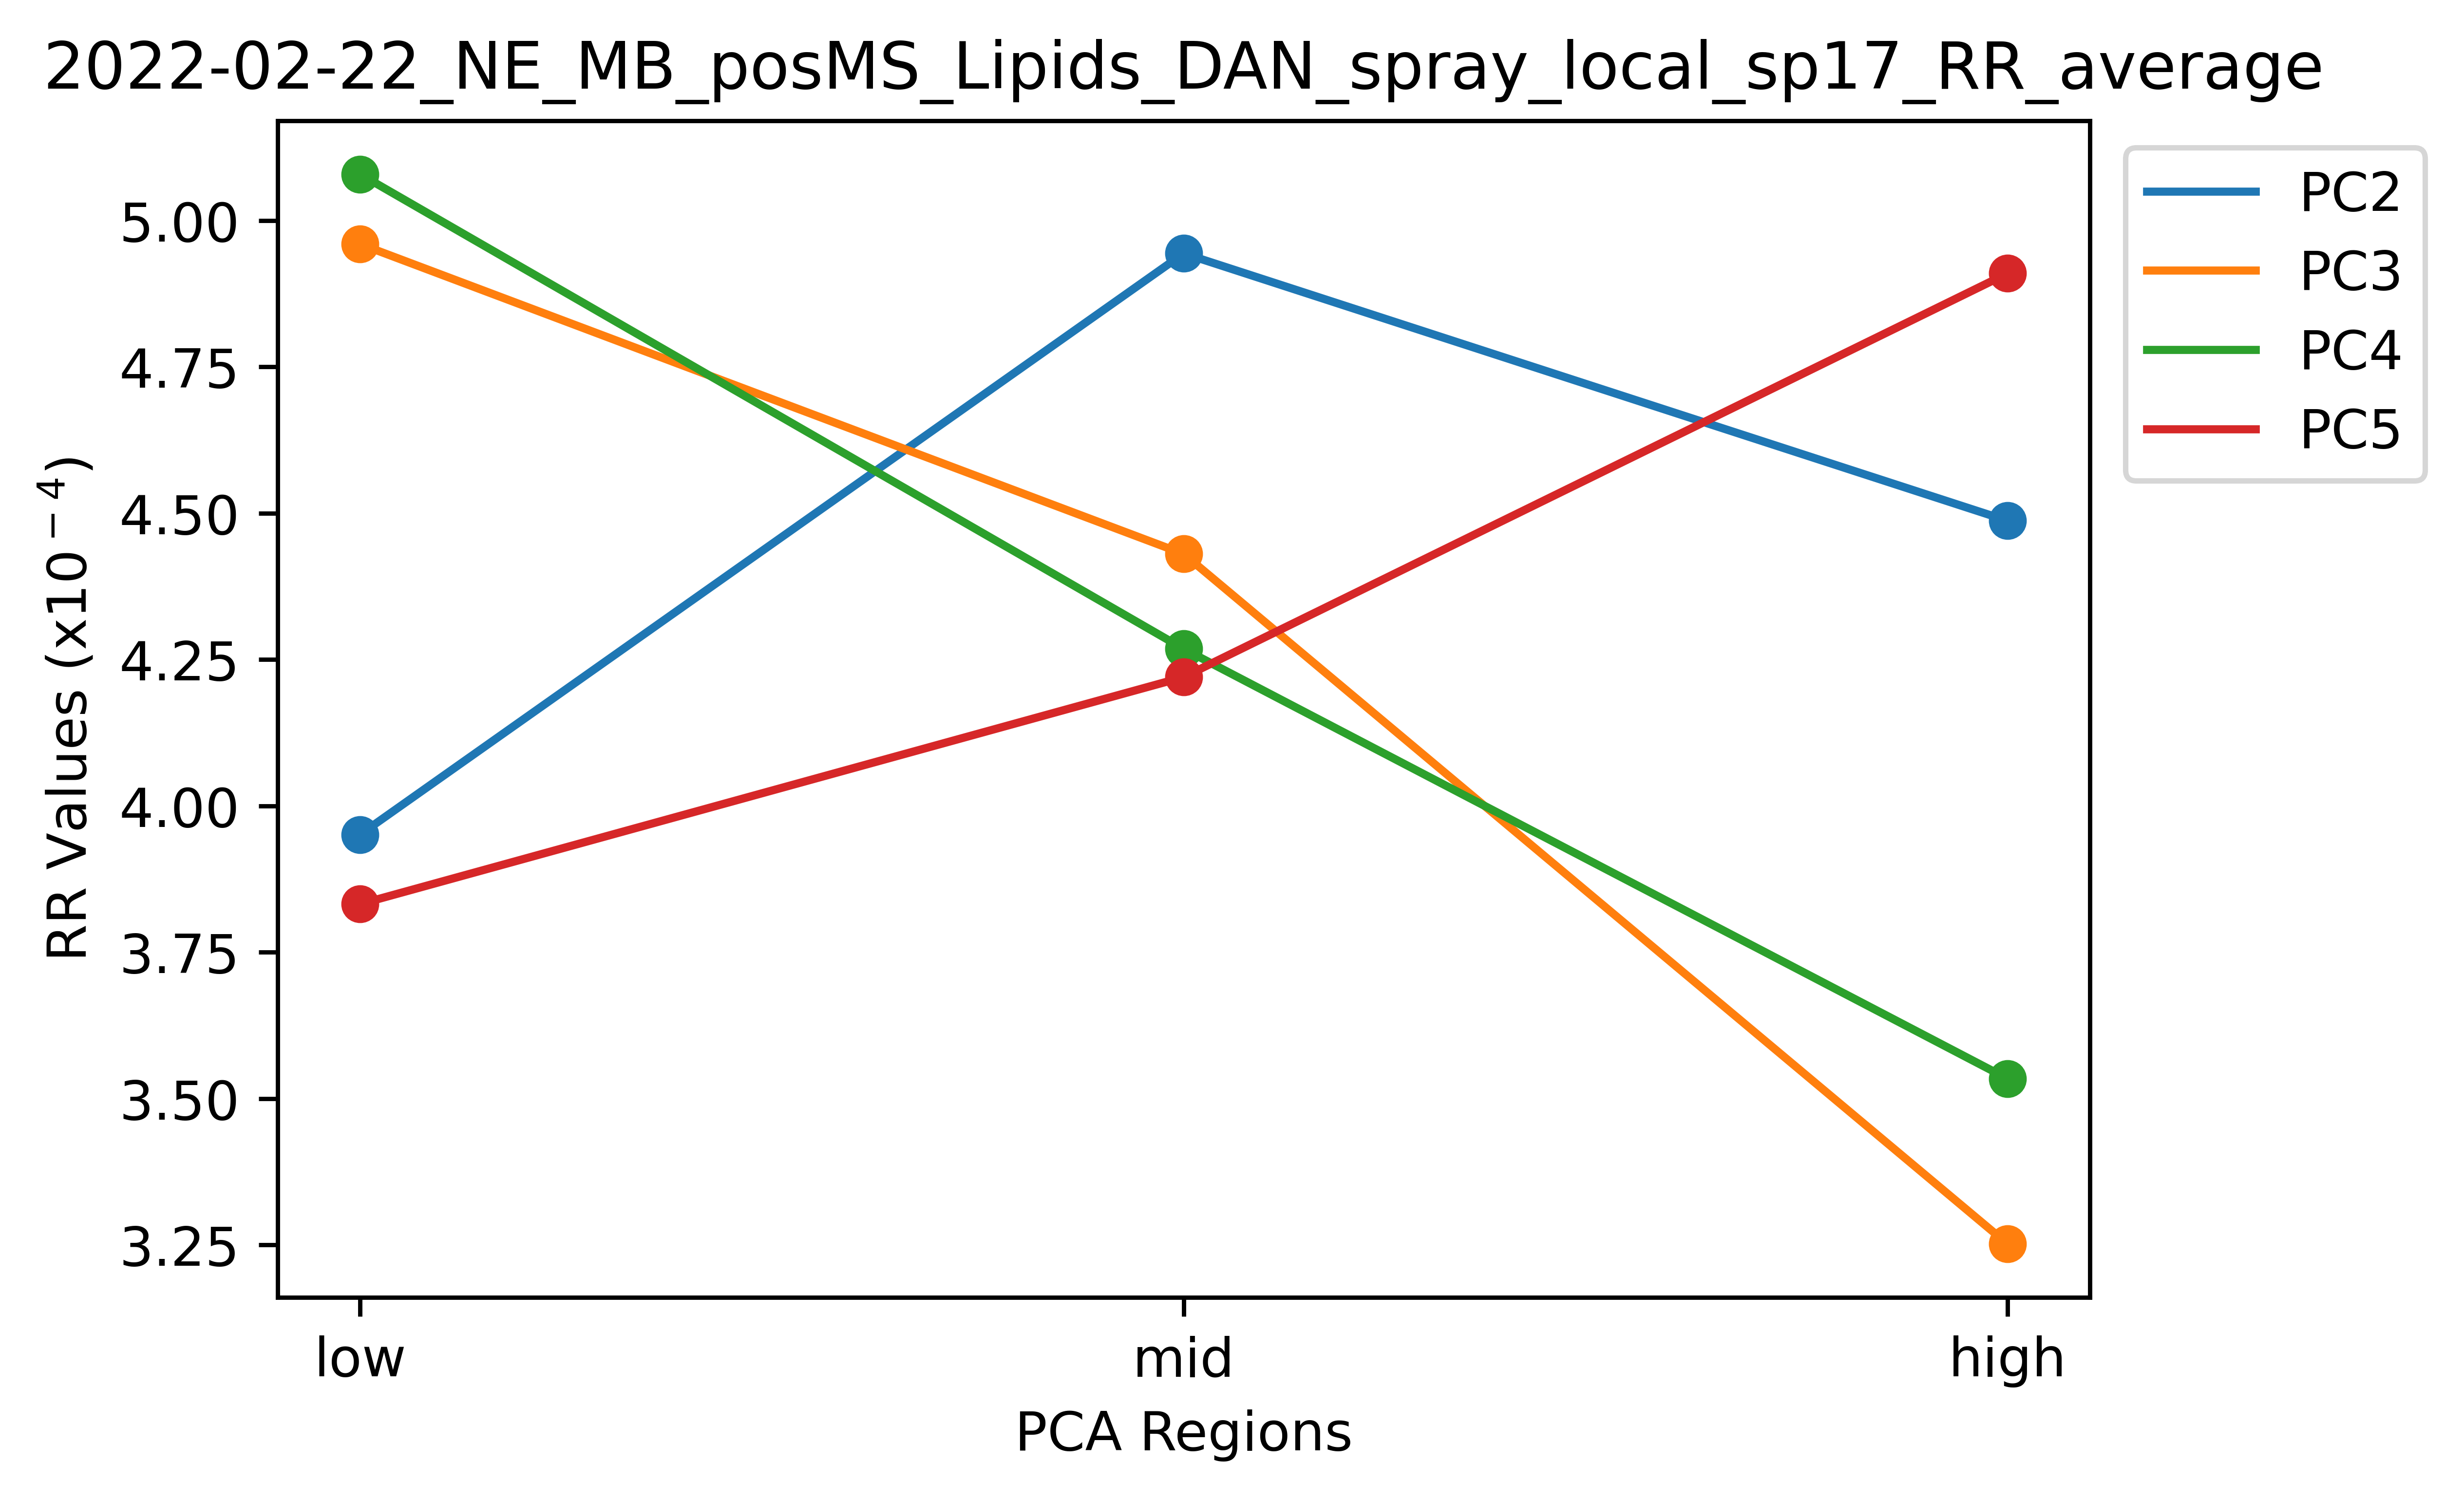 2022-02-22_NE_MB_posMS_Lipids_DAN_spray_local_sp17_RR_average
PC2
PC3
PC4
PC5
RR Values (x10⁻⁴)
5.00
4.75
4.50
4.25
4.00
3.75
3.50
3.25
low mid high
PCA Regions